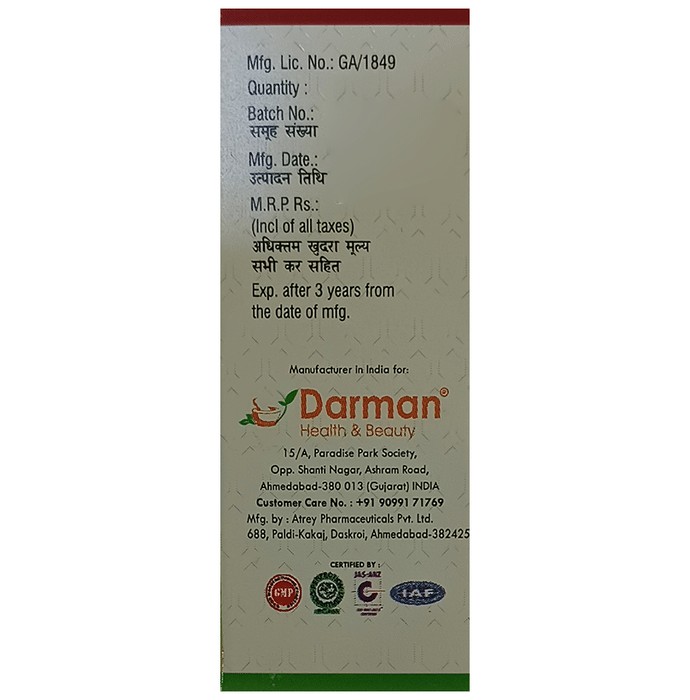 Mfg. Lic. No.: GA/1849
Quantity :
Batch No.:
समूह संख्या
Mfg. Date.:
उत्पादन तिथि
M.R.P. Rs.:
(Incl of all taxes)
अधिक्तम खुदरा मूल्य
सभी कर सहित
Exp. after 3 years from
the date of mfg.
Manufacturer In India for:
Darman®
Health & Beauty
15/A, Paradise Park Society,
Opp. Shanti Nagar, Ashram Road,
Ahmedabad-380 013 (Gujarat) INDIA
Customer Care No. : +91 90991 71769
Mfg. by : Atrey Pharmaceuticals Pvt. Ltd.
688, Paldi-Kakaj, Daskroi, Ahmedabad-382425
CERTIFIED BY :
GMP
JAS-ANZ
IAF